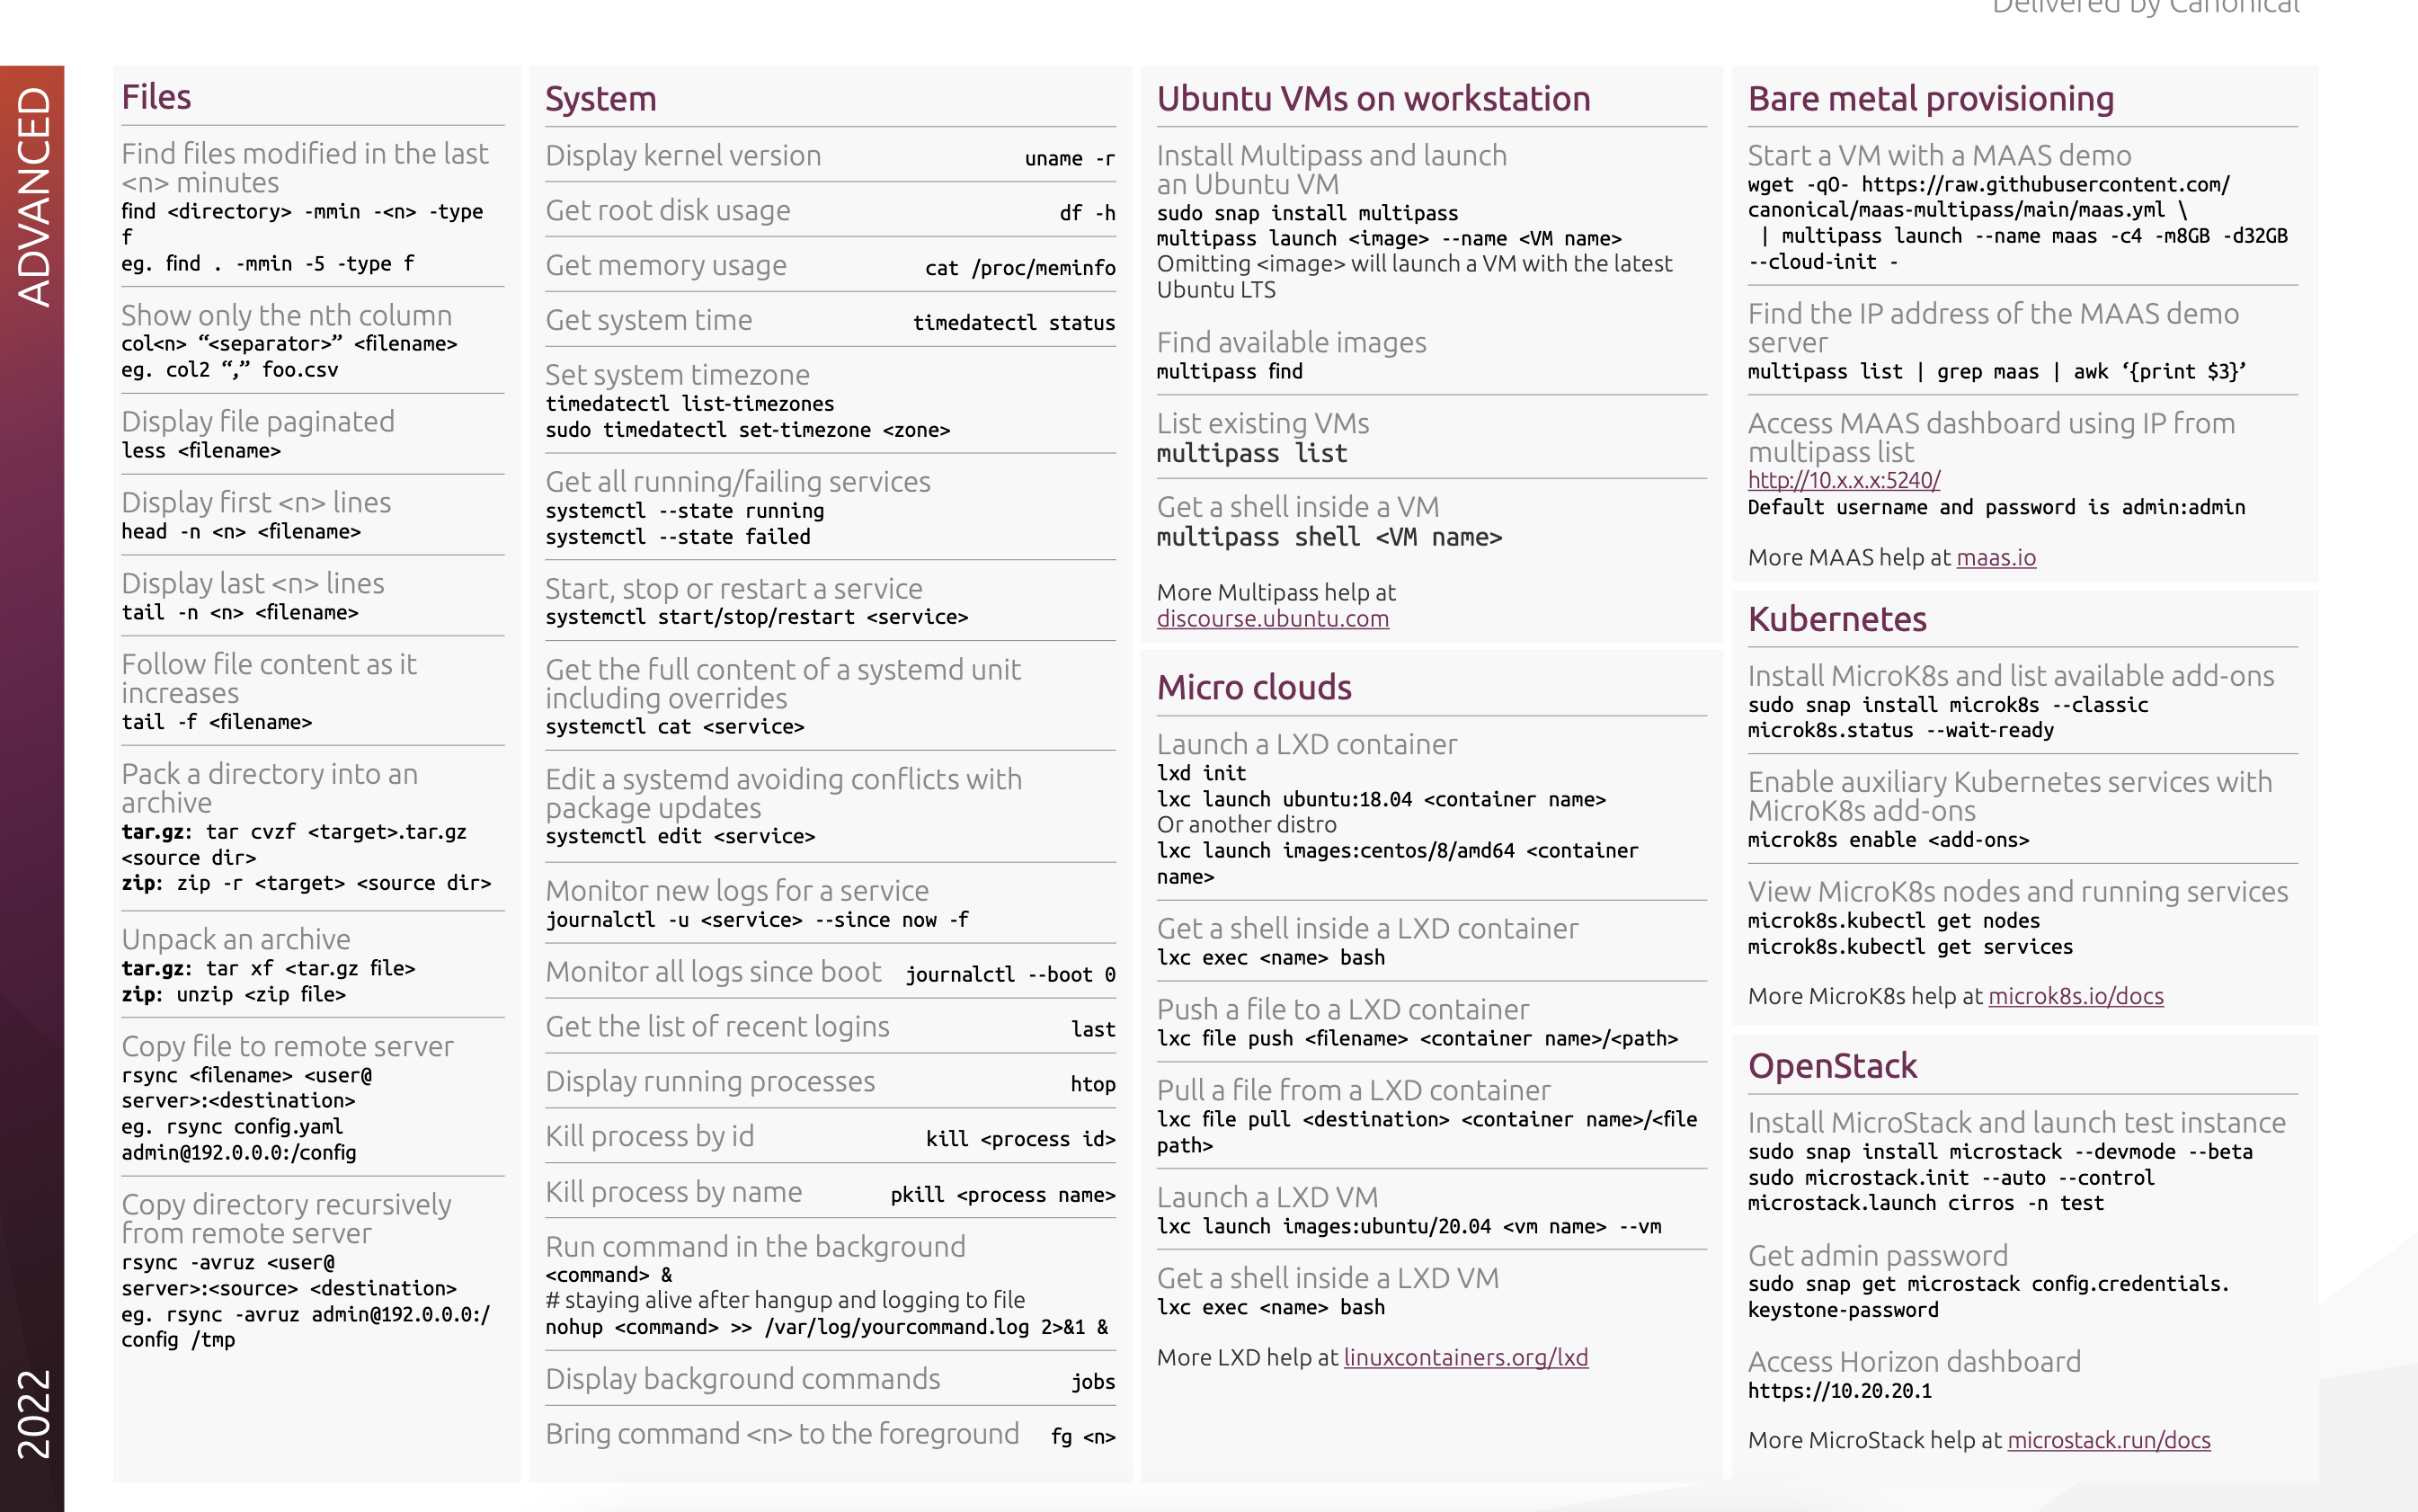 Delivered by Canonical
ADVANCED
2022
Files
Find files modified in the last
<n> minutes
find <directory> -mmin -<n> -type
f
eg. find . -mmin -5 -type f
Show only the nth column
col<n> “<separator>” <filename>
eg. col2 “,” foo.csv
Display file paginated
less <filename>
Display first <n> lines
head -n <n> <filename>
Display last <n> lines
tail -n <n> <filename>
Follow file content as it
increases
tail -f <filename>
Pack a directory into an
archive
tar.gz: tar cvzf <target>.tar.gz
<source dir>
zip: zip -r <target> <source dir>
Unpack an archive
tar.gz: tar xf <tar.gz file>
zip: unzip <zip file>
Copy file to remote server
rsync <filename> <user@
server>:<destination>
eg. rsync config.yaml
admin@192.0.0.0:/config
Copy directory recursively
from remote server
rsync -avruz <user@
server>:<source> <destination>
eg. rsync -avruz admin@192.0.0.0:/
config /tmp
System
Display kernel version uname -r
Get root disk usage df -h
Get memory usage cat /proc/meminfo
Get system time timedatectl status
Set system timezone
timedatectl list-timezones
sudo timedatectl set-timezone <zone>
Get all running/failing services
systemctl --state running
systemctl --state failed
Start, stop or restart a service
systemctl start/stop/restart <service>
Get the full content of a systemd unit
including overrides
systemctl cat <service>
Edit a systemd avoiding conflicts with
package updates
systemctl edit <service>
Monitor new logs for a service
journalctl -u <service> --since now -f
Monitor all logs since boot journalctl --boot 0
Get the list of recent logins last
Display running processes htop
Kill process by id kill <process id>
Kill process by name pkill <process name>
Run command in the background
<command> &
# staying alive after hangup and logging to file
nohup <command> >> /var/log/yourcommand.log 2>&1 &
Display background commands jobs
Bring command <n> to the foreground fg <n>
Ubuntu VMs on workstation
Install Multipass and launch
an Ubuntu VM
sudo snap install multipass
multipass launch <image> --name <VM name>
Omitting <image> will launch a VM with the latest
Ubuntu LTS
Find available images
multipass find
List existing VMs
multipass list
Get a shell inside a VM
multipass shell <VM name>
More Multipass help at
discourse.ubuntu.com
Micro clouds
Launch a LXD container
lxd init
lxc launch ubuntu:18.04 <container name>
Or another distro
lxc launch images:centos/8/amd64 <container
name>
Get a shell inside a LXD container
lxc exec <name> bash
Push a file to a LXD container
lxc file push <filename> <container name>/<path>
Pull a file from a LXD container
lxc file pull <destination> <container name>/<file
path>
Launch a LXD VM
lxc launch images:ubuntu/20.04 <vm name> --vm
Get a shell inside a LXD VM
lxc exec <name> bash
More LXD help at linuxcontainers.org/lxd
Bare metal provisioning
Start a VM with a MAAS demo
wget -qO- https://raw.githubusercontent.com/
canonical/maas-multipass/main/maas.yml \
| multipass launch --name maas -c4 -m8GB -d32GB
--cloud-init -
Find the IP address of the MAAS demo
server
multipass list | grep maas | awk ‘{print $3}’
Access MAAS dashboard using IP from
multipass list
http://10.x.x.x:5240/
Default username and password is admin:admin
More MAAS help at maas.io
Kubernetes
Install MicroK8s and list available add-ons
sudo snap install microk8s --classic
microk8s.status --wait-ready
Enable auxiliary Kubernetes services with
MicroK8s add-ons
microk8s enable <add-ons>
View MicroK8s nodes and running services
microk8s.kubectl get nodes
microk8s.kubectl get services
More MicroK8s help at microk8s.io/docs
OpenStack
Install MicroStack and launch test instance
sudo snap install microstack --devmode --beta
sudo microstack.init --auto --control
microstack.launch cirros -n test
Get admin password
sudo snap get microstack config.credentials.
keystone-password
Access Horizon dashboard
https://10.20.20.1
More MicroStack help at microstack.run/docs